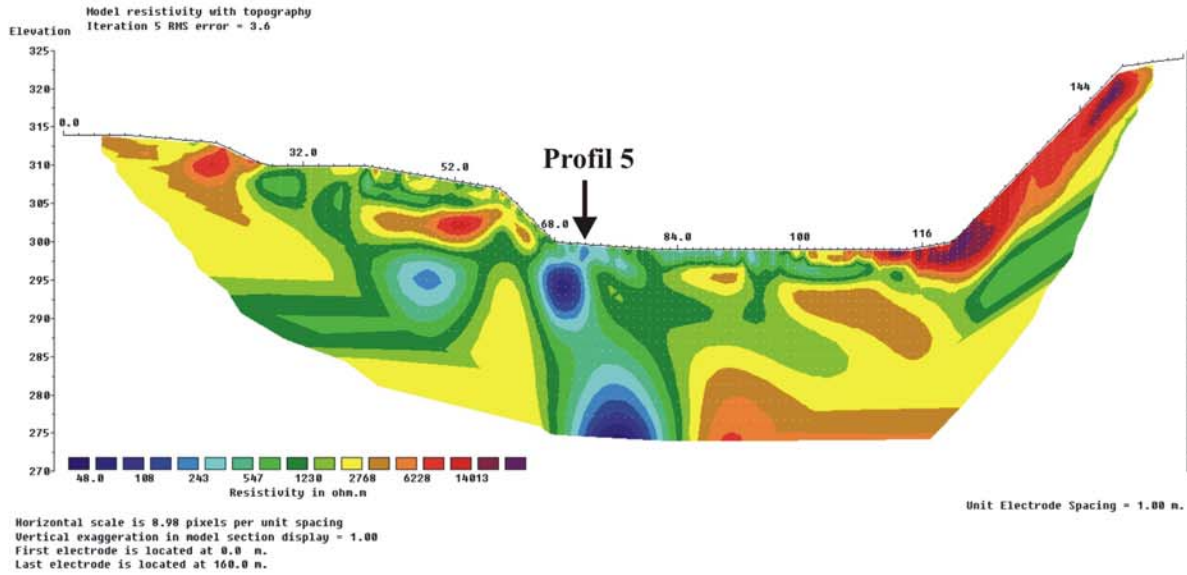 Model resistivity with topography
Iteration 5 RMS error = 3.6
Elevation
325
320
315
310
305
300
295
290
285
280
275
270
0.0
32.0
52.0
68.0
84.0
100
116
144
Profil 5
48.0 108 243 547 1230 2768 6228 14013
Resistivity in ohm.m
Unit Electrode Spacing = 1.00 m.
Horizontal scale is 8.98 pixels per unit spacing
Vertical exaggeration in model section display = 1.00
First electrode is located at 0.0 m.
Last electrode is located at 160.0 m.